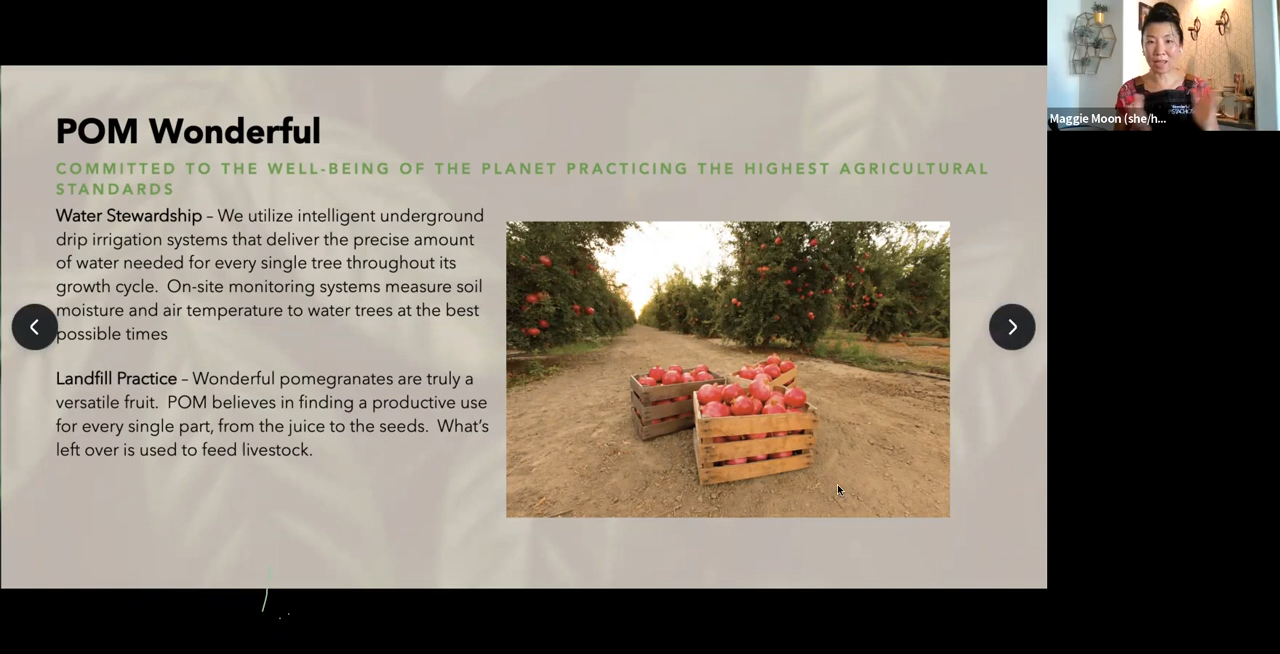 POM Wonderful
COMMITTED TO THE WELL-BEING OF THE PLANET PRACTICING THE HIGHEST AGRICULTURAL
STANDARDS
Water Stewardship – We utilize intelligent underground
drip irrigation systems that deliver the precise amount
of water needed for every single tree throughout its
growth cycle.  On-site monitoring systems measure soil
moisture and air temperature to water trees at the best
possible times
Landfill Practice – Wonderful pomegranates are truly a
versatile fruit.  POM believes in finding a productive use
for every single part, from the juice to the seeds.  What's
left over is used to feed livestock.
Maggie Moon (she/h...